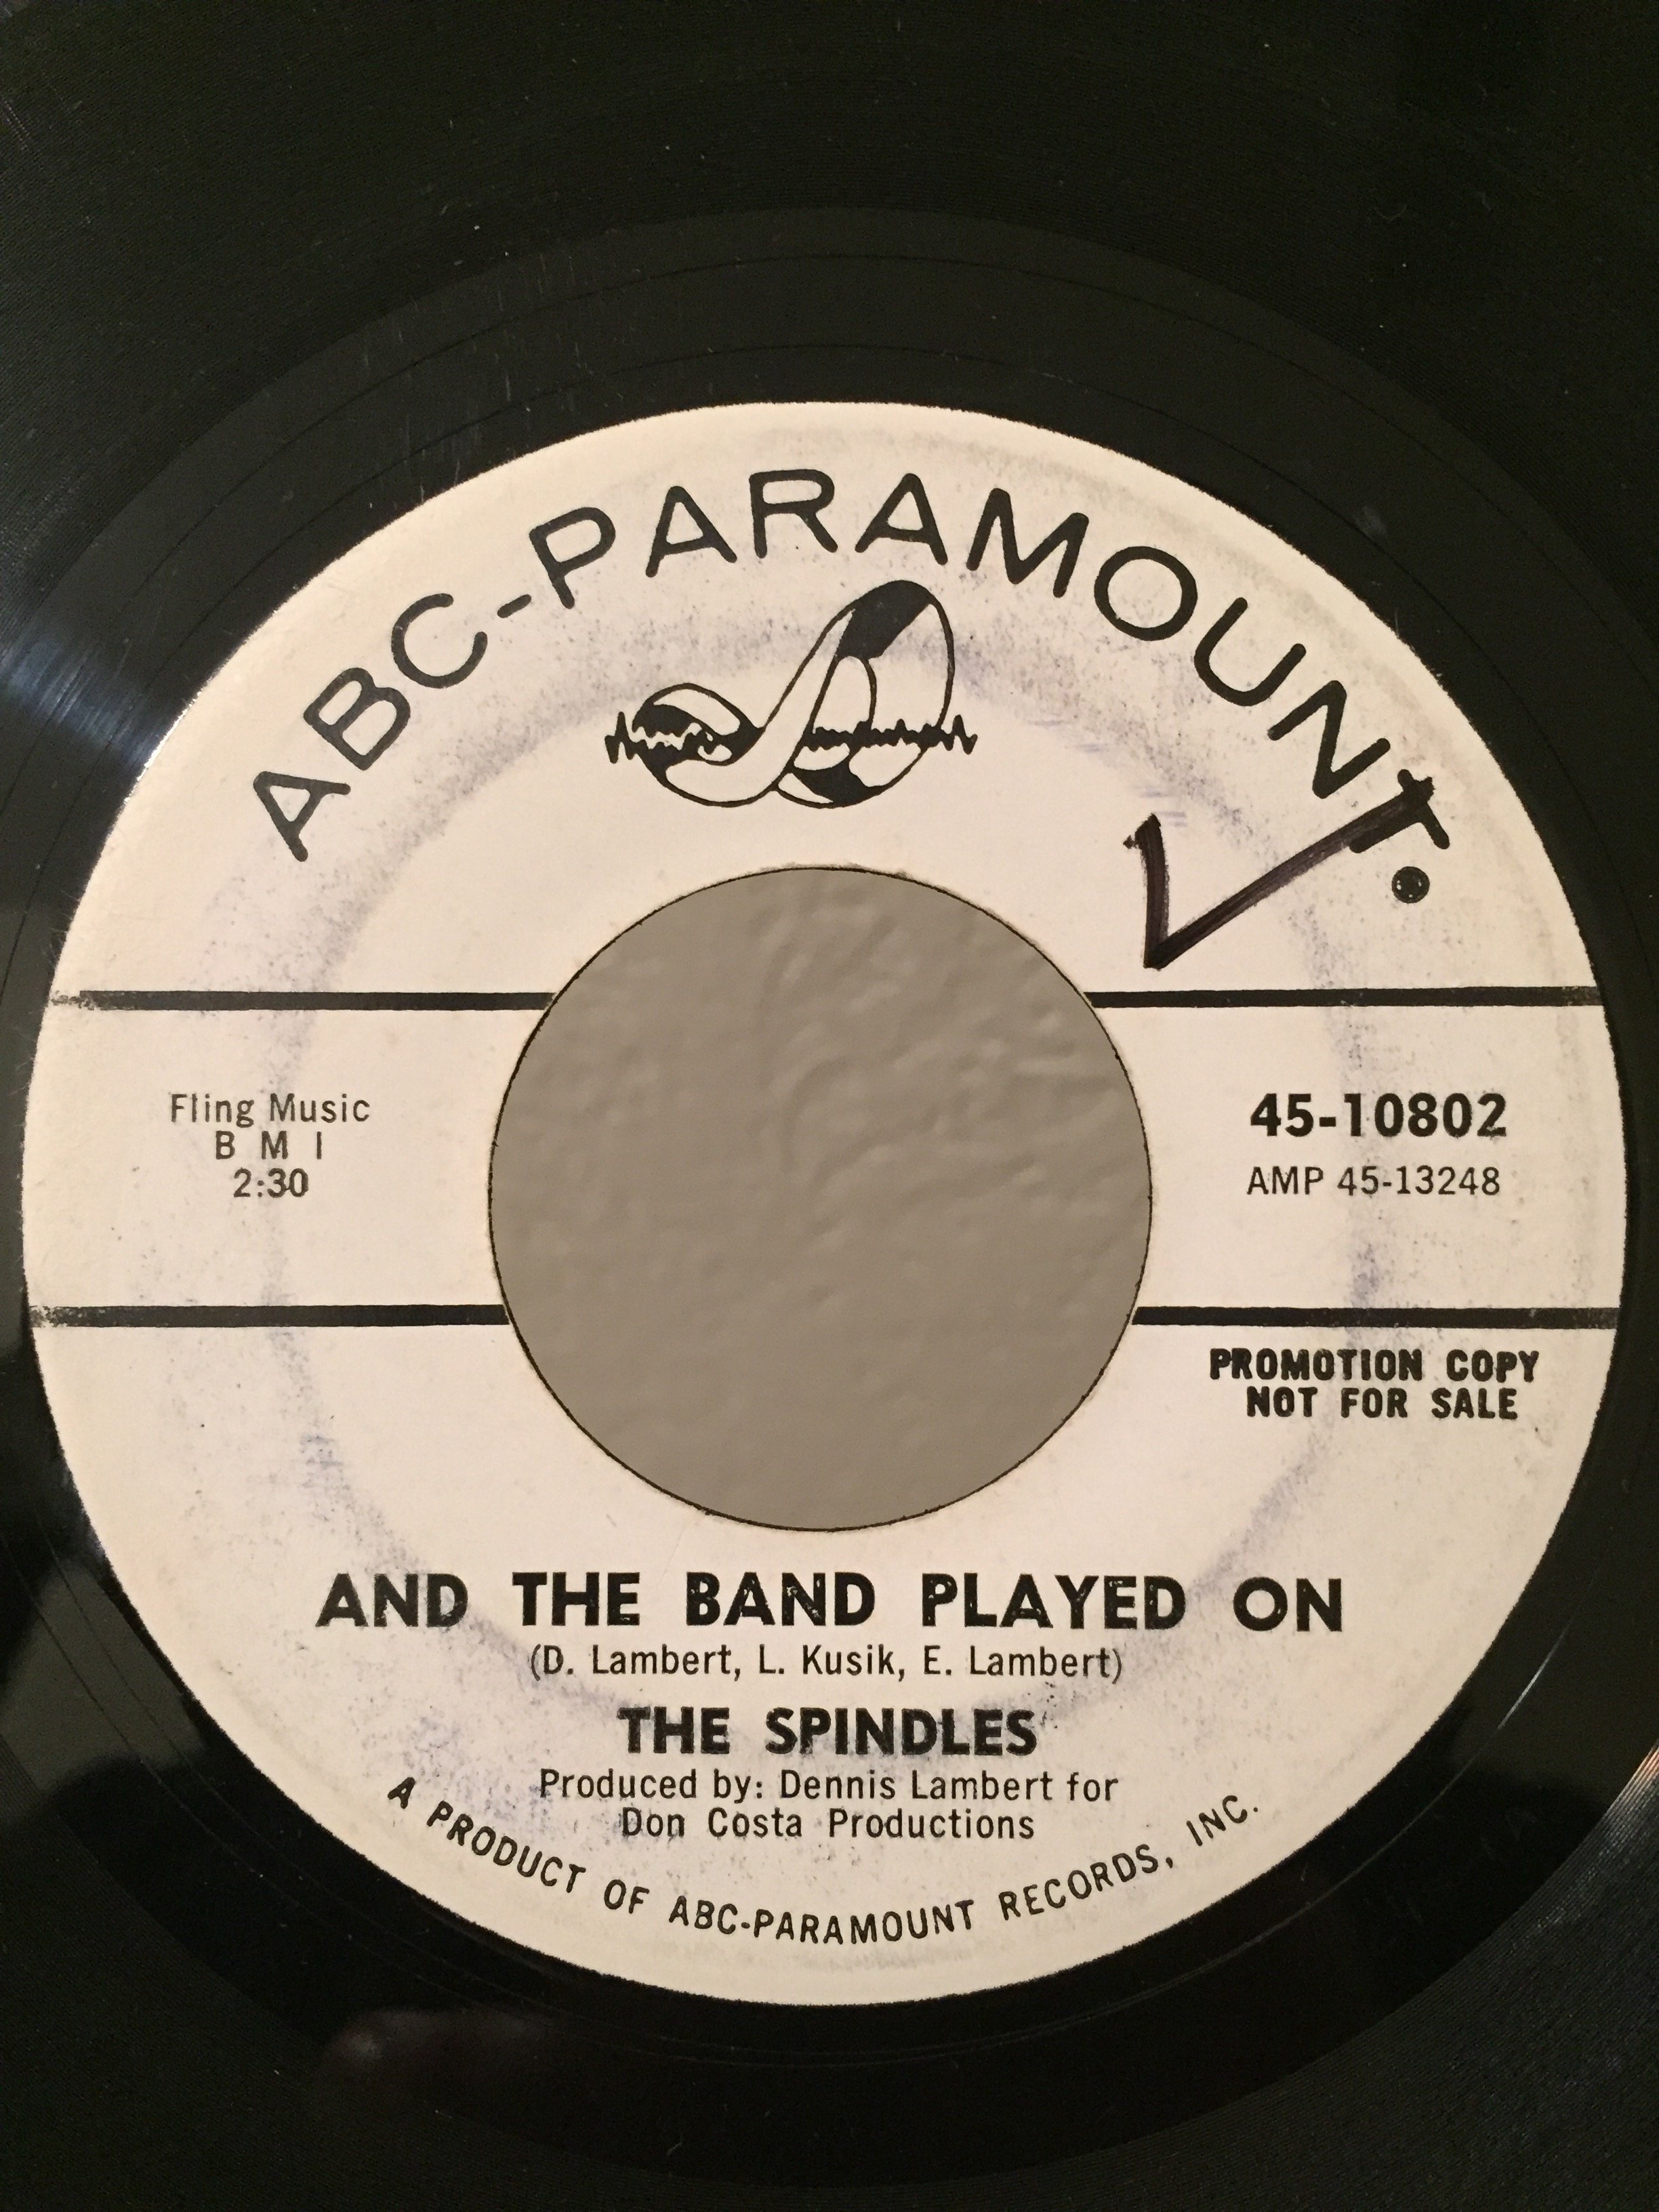 ABC-PARAMOUNT.
Fling Music
B M I
2:30
45-10802
AMP 45-13248
PROMOTION COPY
NOT FOR SALE
AND THE BAND PLAYED ON
(D. Lambert, L. Kusik, E. Lambert)
THE SPINDLES
Produced by: Dennis Lambert for
Don Costa Productions
A PRODUCT OF ABC-PARAMOUNT RECORDS, INC.